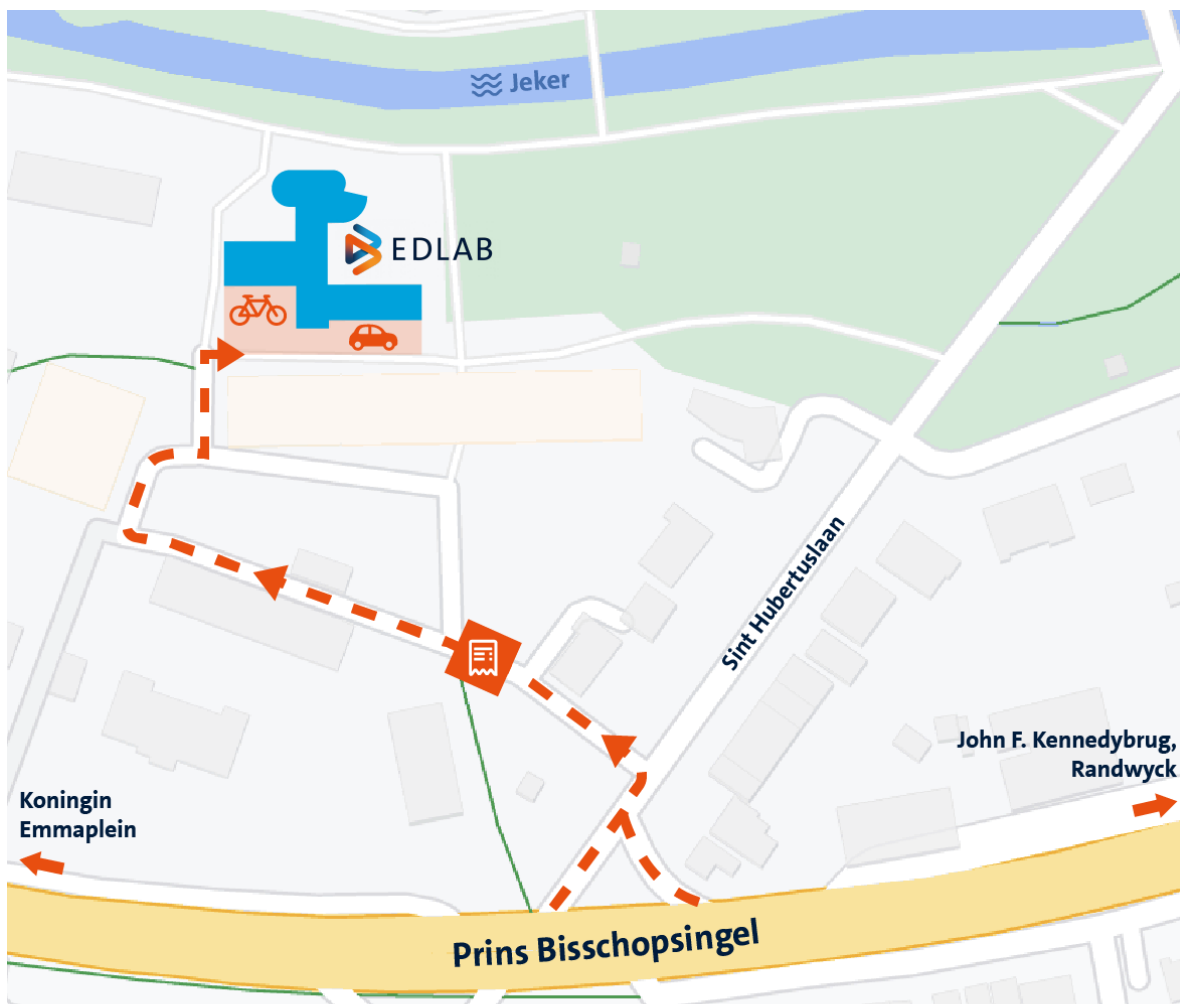 Jeker
EDLAB
Sint Hubertuslaan
John F. Kennedybrug,
Randwyck
Koningin
Emmaplein
Prins Bisschopsingel